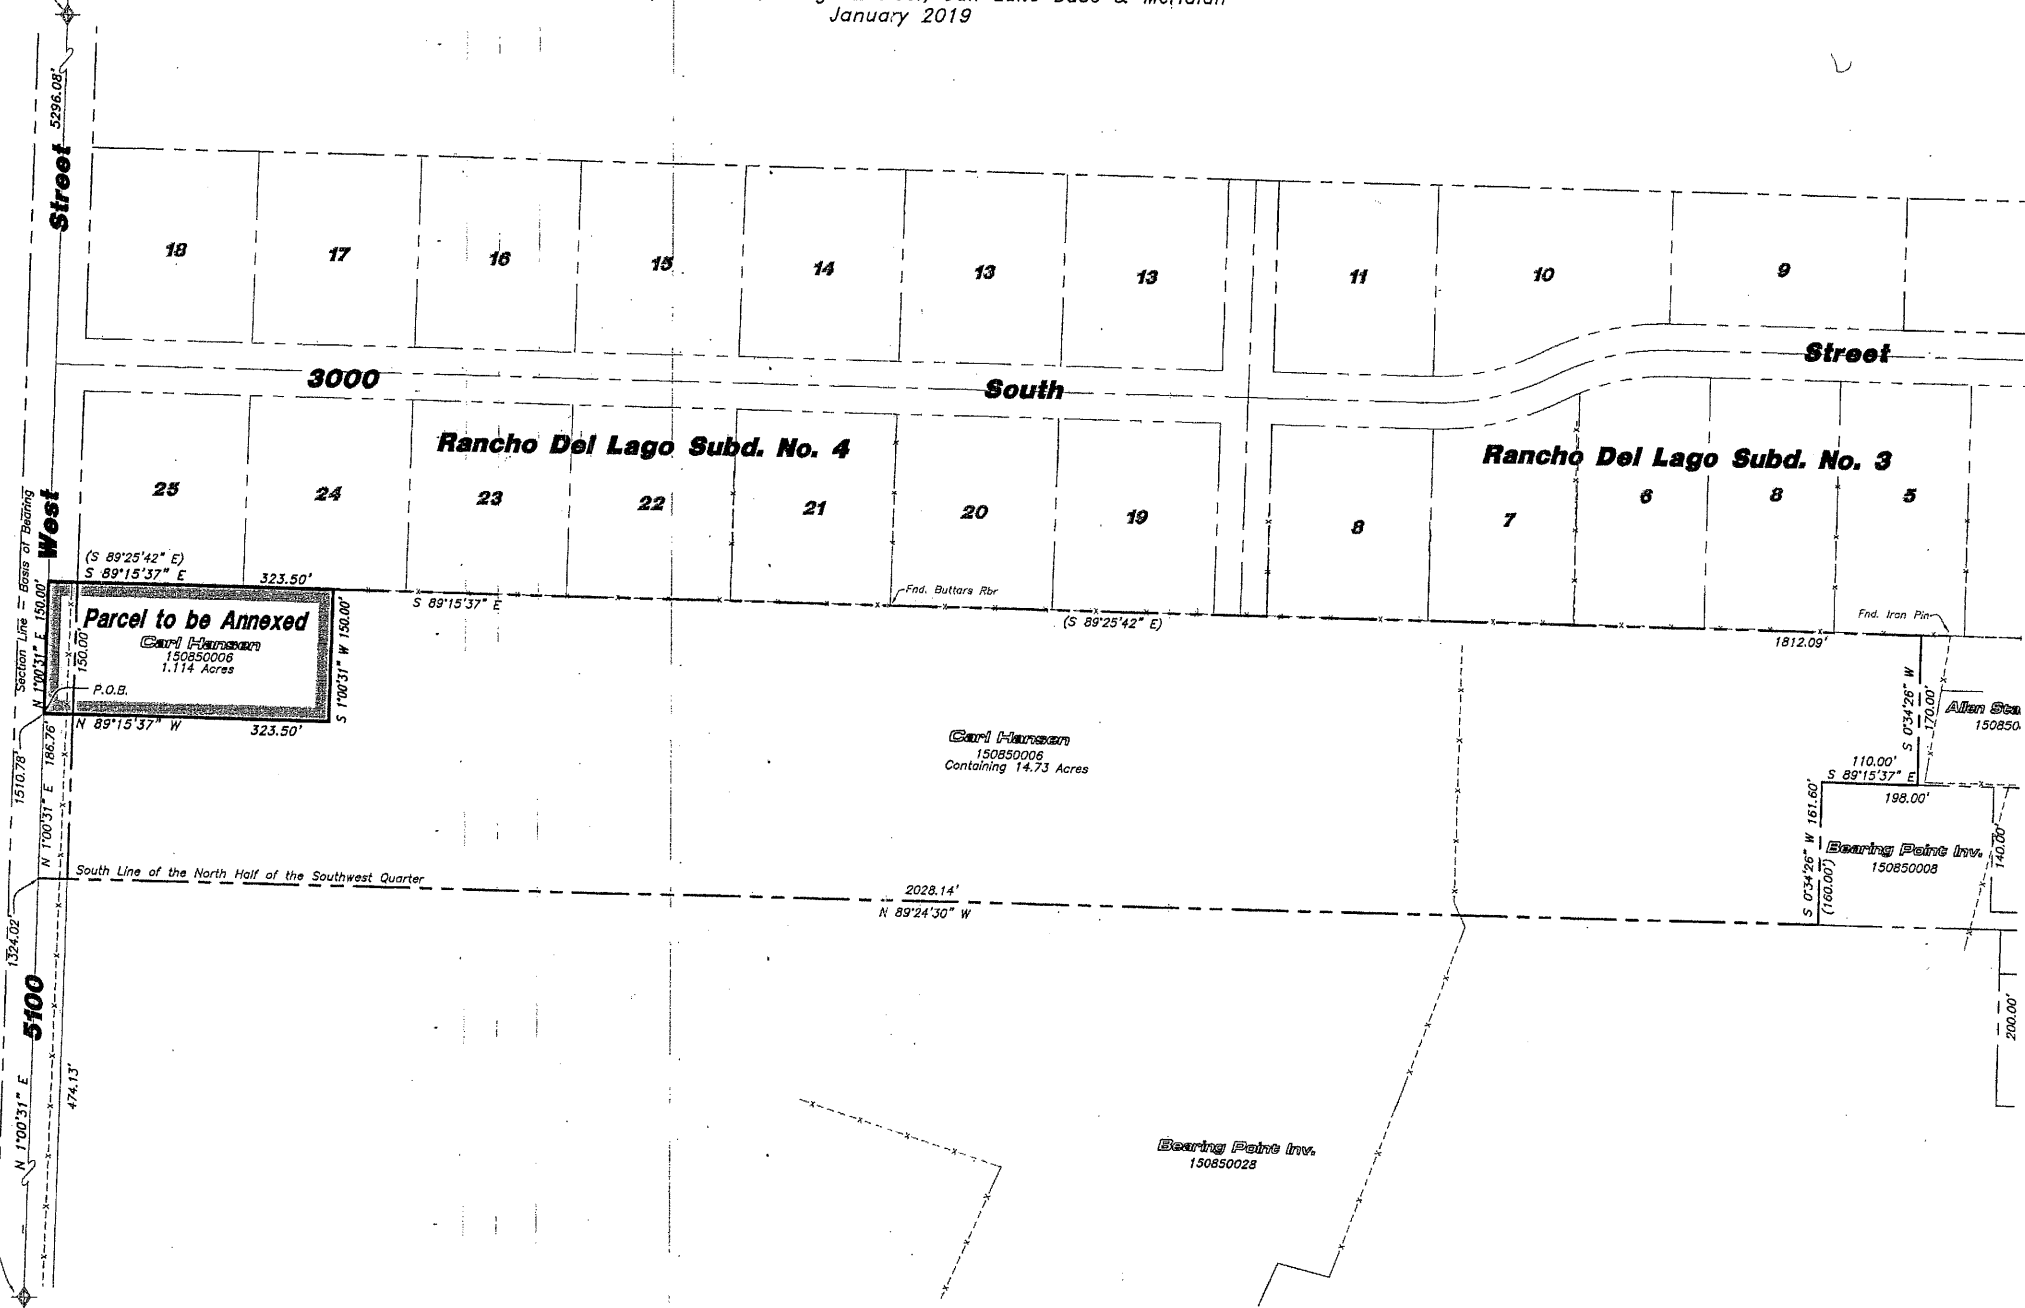 January 2019
5296.08'
Street
18
17
16
15
14
13
13
11
10
9
3000
South
Street
Rancho Del Lago Subd. No. 4
Rancho Del Lago Subd. No. 3
25
24
23
22
21
20
19
8
7
6
8
5
West
Section Line - Basis of Bearing
(S 89°25'42" E)
S 89°15'37" E
323.50'
S 89°15'37" E
Fnd. Buttars Rbr
(S 89°25'42" E)
Fnd. Iron Pin
1812.09'
N 1°00'31" E 150.00'
150.00'
Parcel to be Annexed
Carl Hansen
150850006
1.114 Acres
P.O.B.
S 1°00'31" W 150.00'
N 89°15'37" W
323.50'
S 0°34'26" W
170.00'
Allen Sta
150850
Carl Hansen
150850006
Containing 14.73 Acres
110.00'
S 89°15'37" E
198.00'
1510.78'
N 1°00'31" E 186.76'
S 0°34'26" W 161.60'
(160.00')
Bearing Point Inv.
150850008
140.00'
South Line of the North Half of the Southwest Quarter
2028.14'
N 89°24'30" W
1324.02'
5100
N 1°00'31" E
474.13'
200.00'
Bearing Point Inv.
150850028